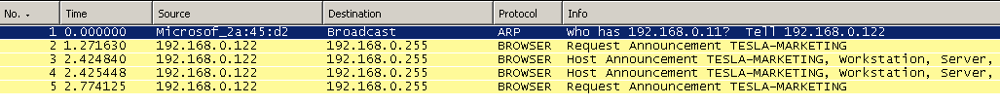 No. Time Source Destination Protocol Info
1 0.000000 Microsof_2a:45:d2 Broadcast ARP Who has 192.168.0.11? Tell 192.168.0.122
2 1.271630 192.168.0.122 192.168.0.255 BROWSER Request Announcement TESLA-MARKETING
3 2.424840 192.168.0.122 192.168.0.255 BROWSER Host Announcement TESLA-MARKETING, Workstation, Server,
4 2.425448 192.168.0.122 192.168.0.255 BROWSER Host Announcement TESLA-MARKETING, Workstation, Server,
5 2.774125 192.168.0.122 192.168.0.255 BROWSER Request Announcement TESLA-MARKETING